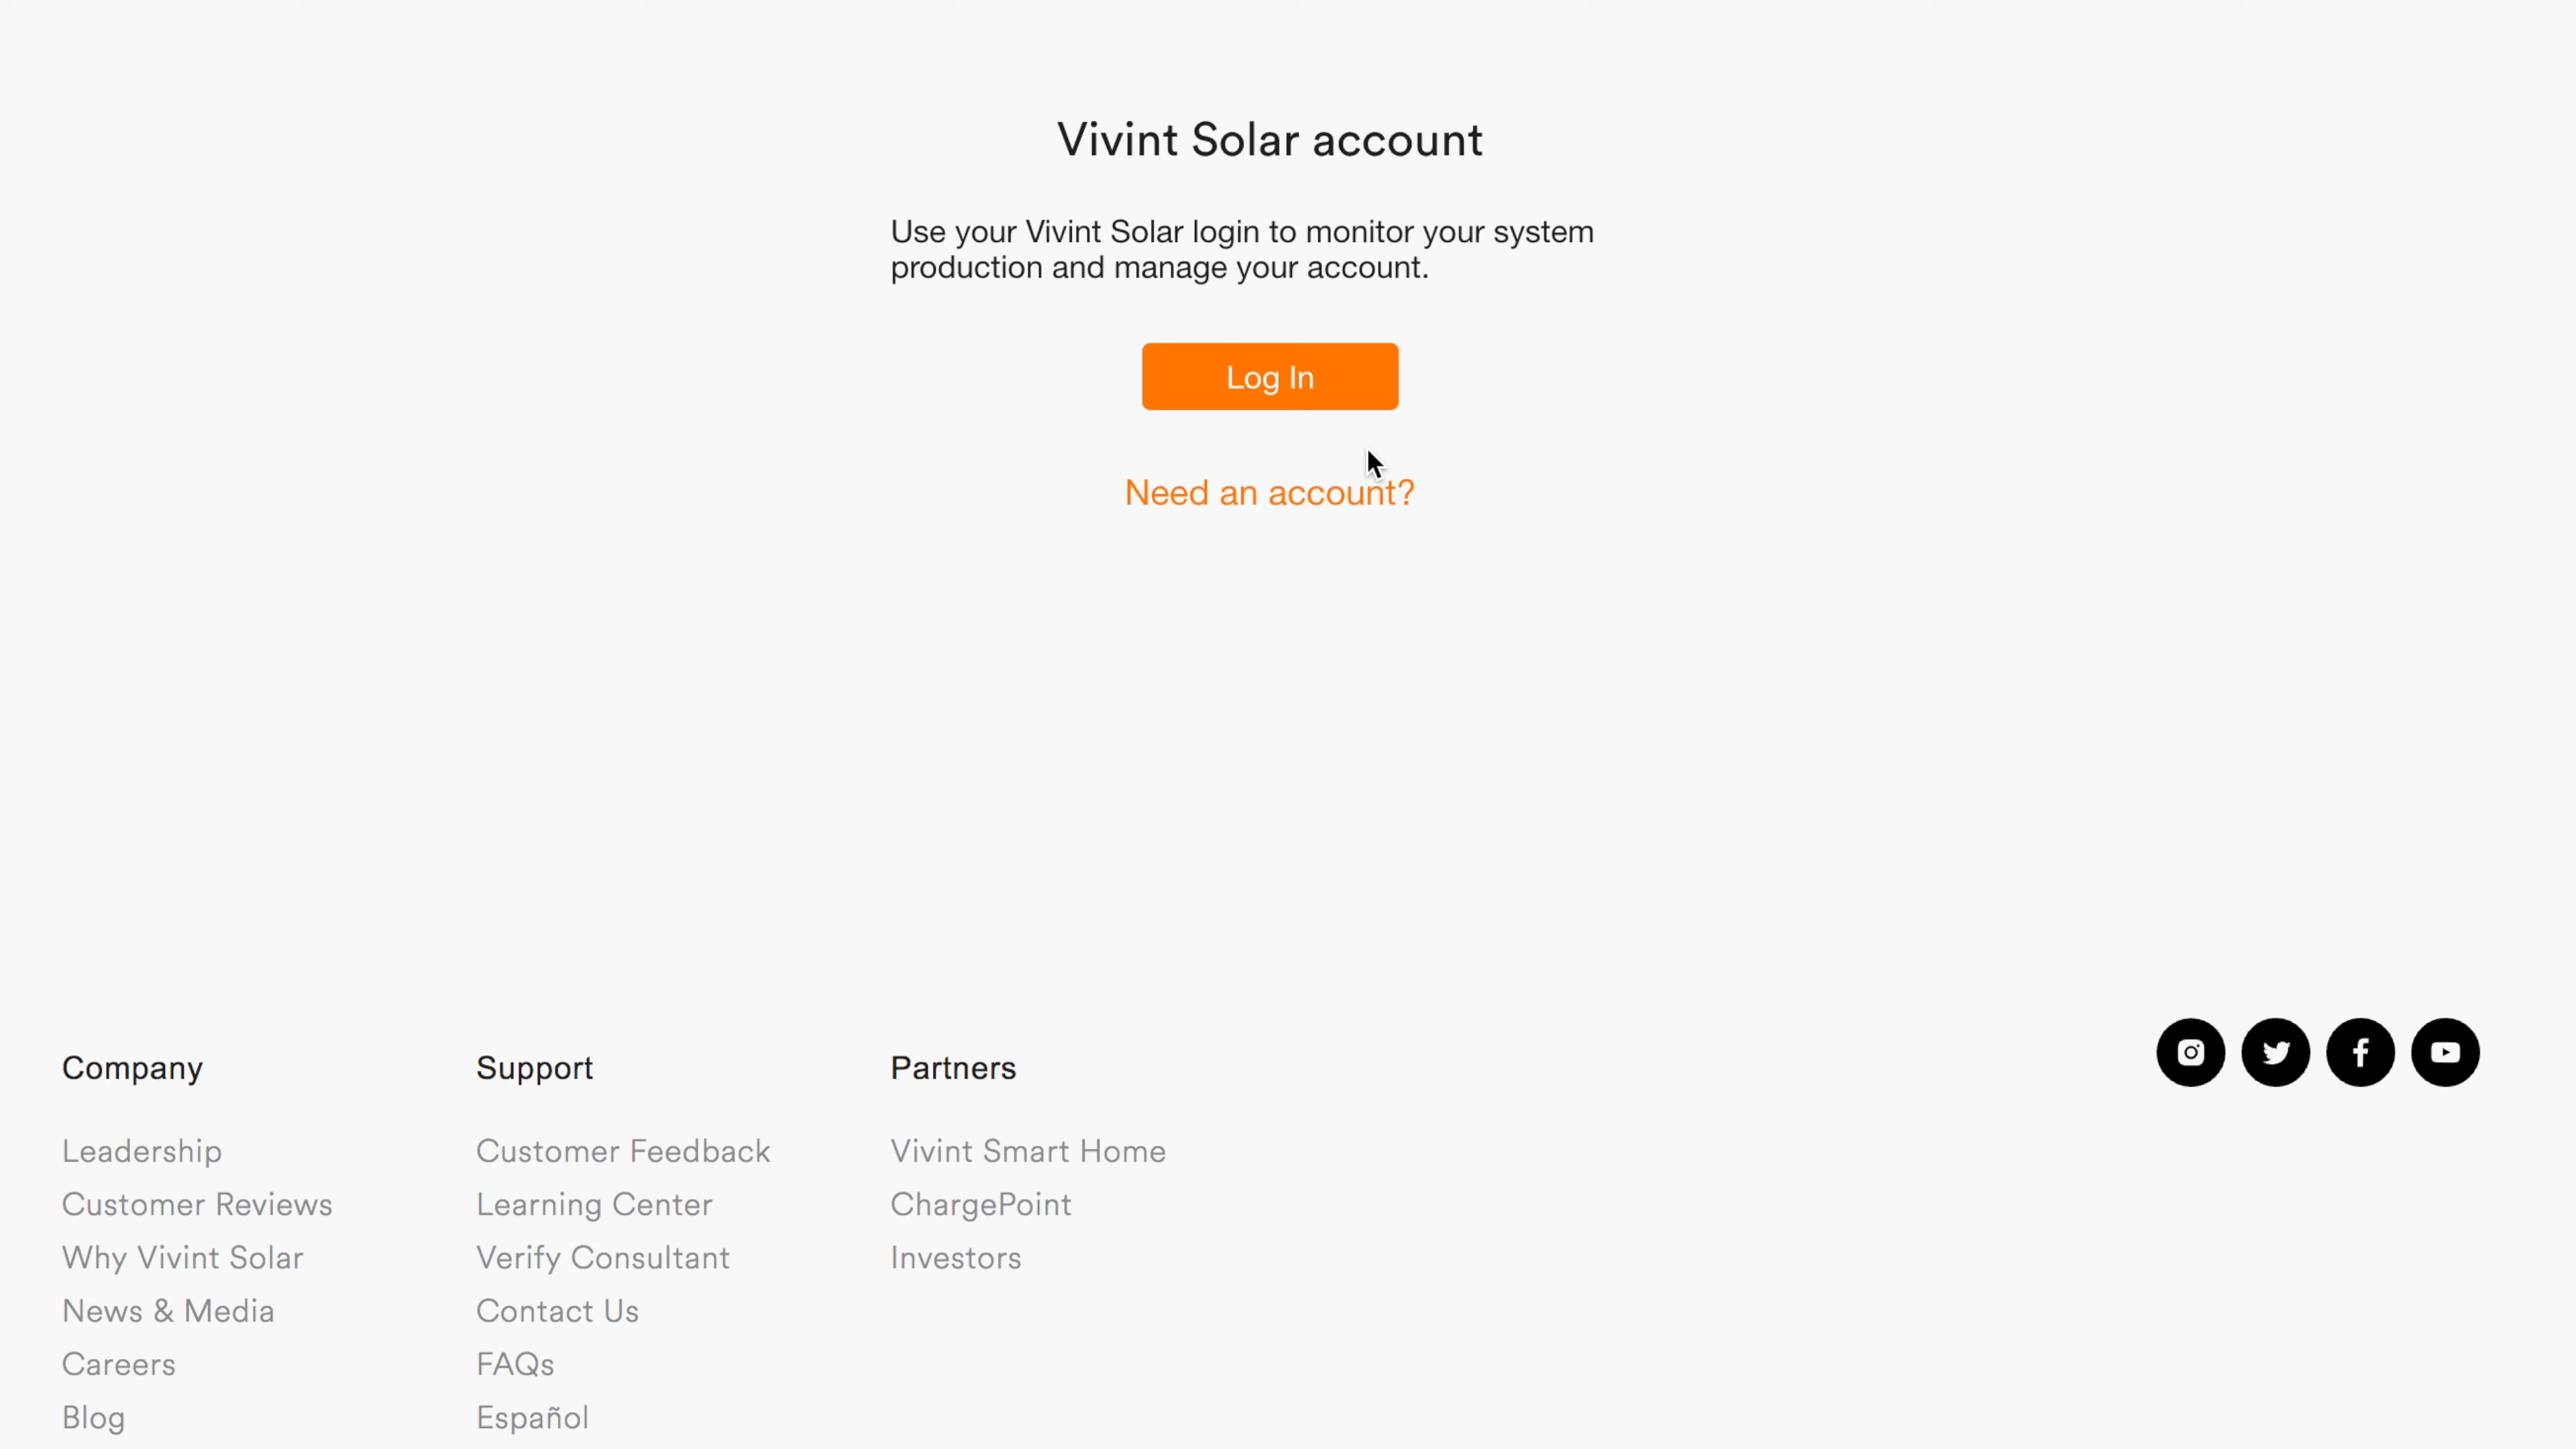 Vivint Solar account
Use your Vivint Solar login to monitor your system
production and manage your account.
Log In
Need an account?
Company
Leadership
Customer Reviews
Why Vivint Solar
News & Media
Careers
Blog
Support
Customer Feedback
Learning Center
Verify Consultant
Contact Us
FAQs
Español
Partners
Vivint Smart Home
ChargePoint
Investors